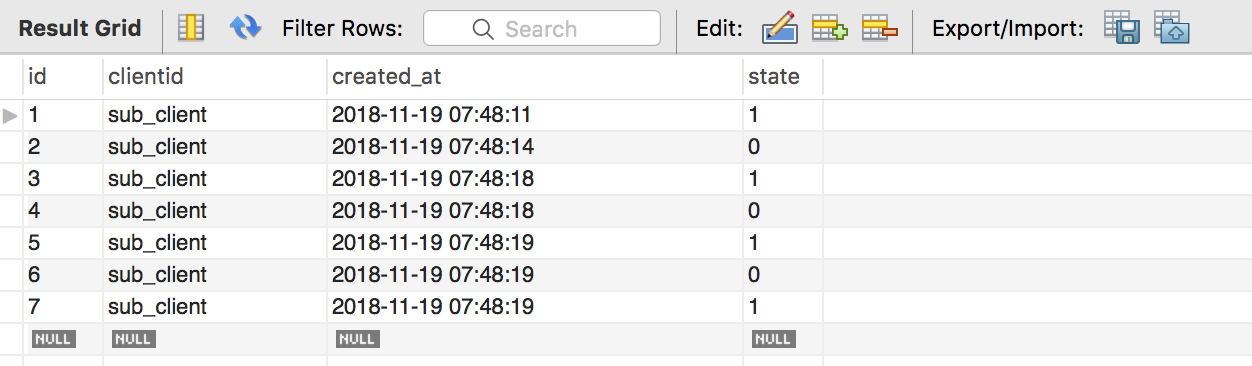 Result Grid Filter Rows: Search Edit: Export/Import:
id clientid created_at state
1 sub_client 2018-11-19 07:48:11 1
2 sub_client 2018-11-19 07:48:14 0
3 sub_client 2018-11-19 07:48:18 1
4 sub_client 2018-11-19 07:48:18 0
5 sub_client 2018-11-19 07:48:19 1
6 sub_client 2018-11-19 07:48:19 0
7 sub_client 2018-11-19 07:48:19 1
NULL NULL NULL NULL